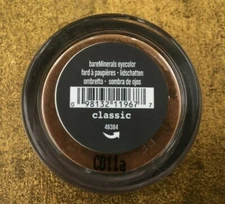 bareMinerals eyecolor
fard à paupières - lidschatten
ombretto - sombra de ojos
0 98132 11967 7
classic
46384